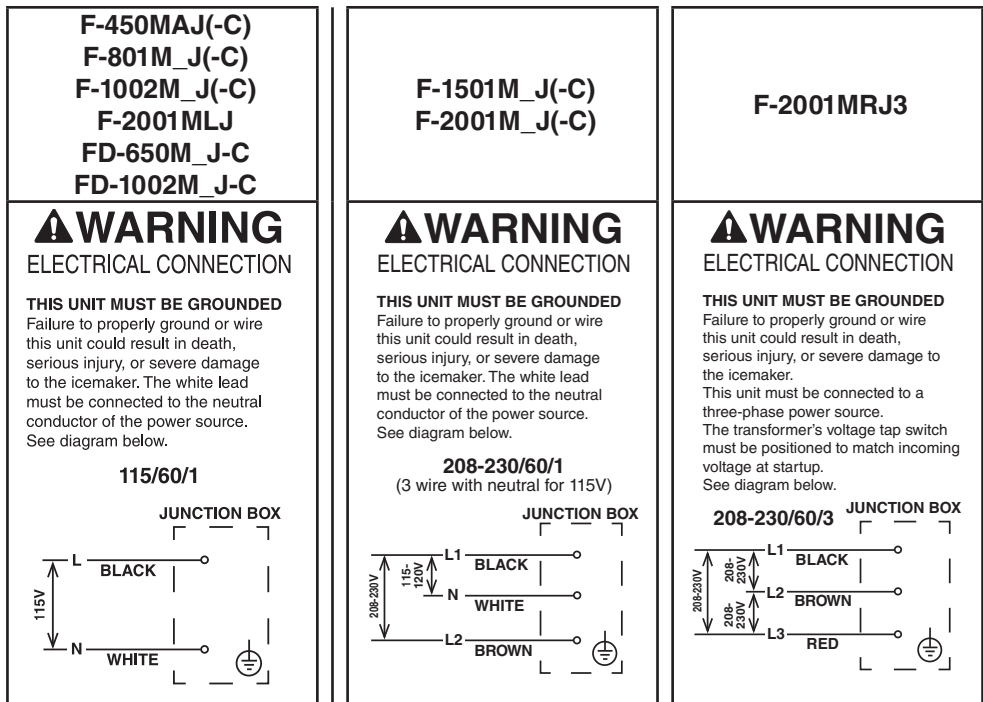 F-450MAJ(-C)
F-801M_J(-C)
F-1002M_J(-C)
F-2001MLJ
FD-650M_J-C
FD-1002M_J-C
WARNING
ELECTRICAL CONNECTION
THIS UNIT MUST BE GROUNDED
Failure to properly ground or wire
this unit could result in death,
serious injury, or severe damage
to the icemaker. The white lead
must be connected to the neutral
conductor of the power source.
See diagram below.
115/60/1
JUNCTION BOX
L
BLACK
115V
N
WHITE
F-1501M_J(-C)
F-2001M_J(-C)
WARNING
ELECTRICAL CONNECTION
THIS UNIT MUST BE GROUNDED
Failure to properly ground or wire
this unit could result in death,
serious injury, or severe damage
to the icemaker. The white lead
must be connected to the neutral
conductor of the power source.
See diagram below.
208-230/60/1
(3 wire with neutral for 115V)
JUNCTION BOX
L1
BLACK
208-230V
115-
120V
N
WHITE
L2
BROWN
F-2001MRJ3
WARNING
ELECTRICAL CONNECTION
THIS UNIT MUST BE GROUNDED
Failure to properly ground or wire
this unit could result in death,
serious injury, or severe damage to
the icemaker.
This unit must be connected to a
three-phase power source.
The transformer's voltage tap switch
must be positioned to match incoming
voltage at startup.
See diagram below.
208-230/60/3
JUNCTION BOX
L1
BLACK
208-230V
208-
230V
L2
BROWN
208-
230V
L3
RED